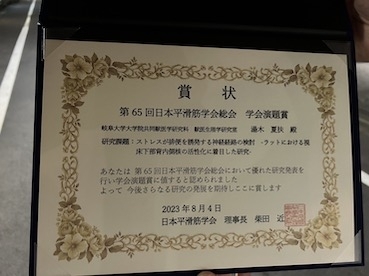 賞状
第65回日本平滑筋学会総会 学会演題賞
岐阜大学大学院共同獣医学研究科 獣医生理学研究室 湯木 夏扶 殿
研究課題：ストレスが排便を誘発する神経経路の検討 -ラットにおける視
床下部背内側核の活性化に着目した研究-
あなたは 第65回日本平滑筋学会総会において優れた研究発表を
行い学会演題賞に値すると認められました
よって 今後さらなる研究の発展を期待しここに賞します
2023年8月4日
日本平滑筋学会 理事長 柴田 近